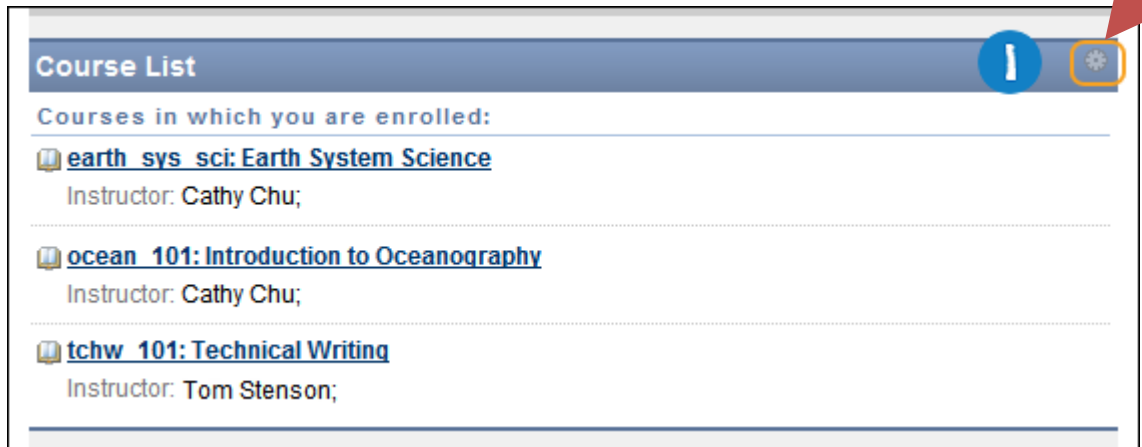 Course List
1
Courses in which you are enrolled:
earth_sys_sci: Earth System Science
Instructor: Cathy Chu;
ocean_101: Introduction to Oceanography
Instructor: Cathy Chu;
tchw_101: Technical Writing
Instructor: Tom Stenson;